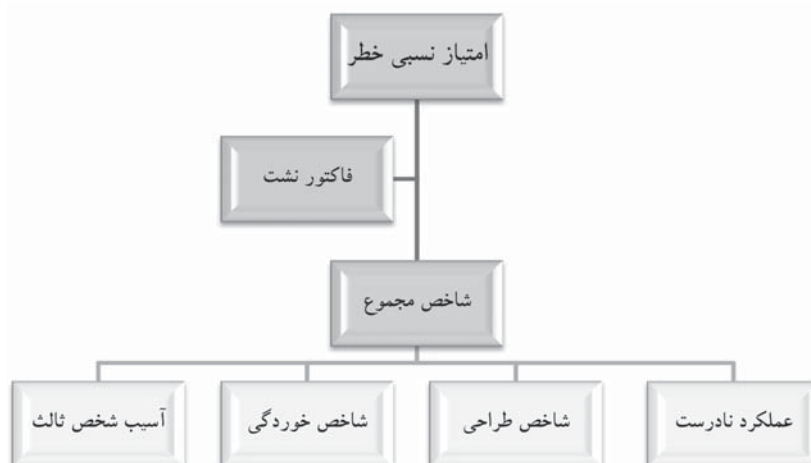 امتیاز نسبی خطر
فاکتور نشت
شاخص مجموع
عملکرد نادرست
شاخص طراحی
شاخص خوردگی
آسیب شخص ثالث